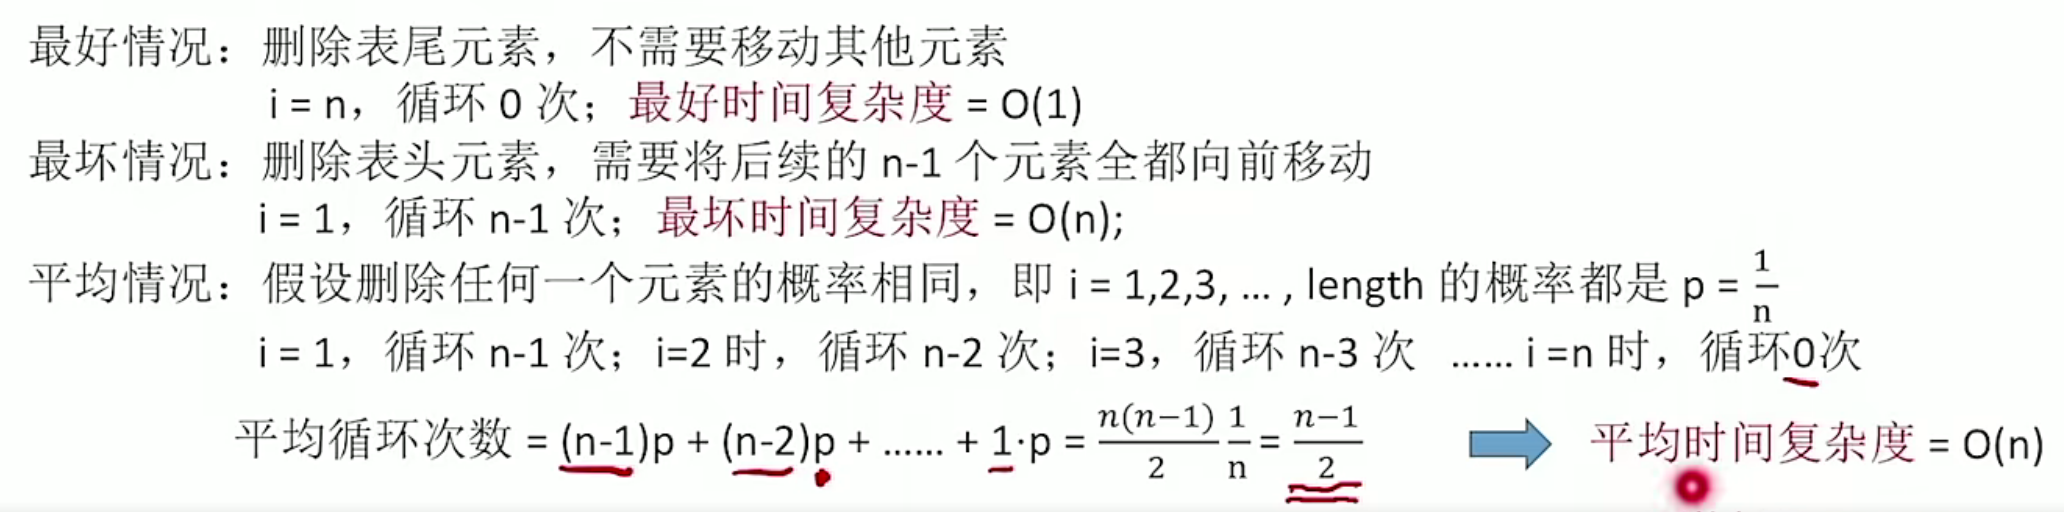 最好情况：删除表尾元素，不需要移动其他元素
i = n，循环 0 次；最好时间复杂度 = O(1)
最坏情况：删除表头元素，需要将后续的 n-1 个元素全都向前移动
i = 1，循环 n-1 次；最坏时间复杂度 = O(n);
平均情况：假设删除任何一个元素的概率相同，即 i = 1,2,3, … , length 的概率都是 p = 1/n
i = 1，循环 n-1 次；i=2 时，循环 n-2 次；i=3，循环 n-3 次 …… i =n 时，循环0次
平均循环次数 = (n-1)p + (n-2)p + …… + 1·p = n(n−1)/2 1/n = n−1/2 平均时间复杂度 = O(n)